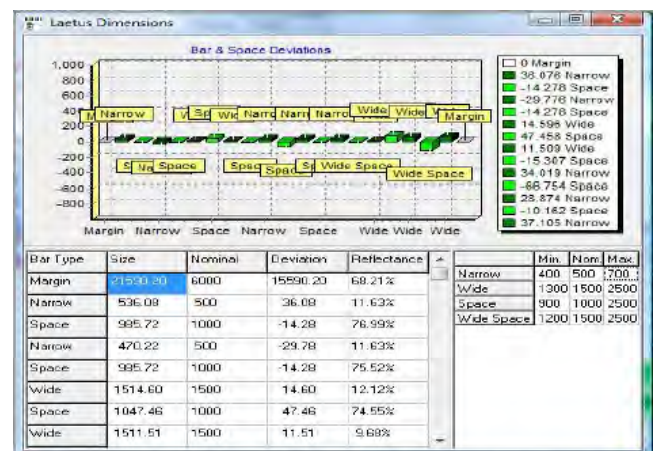 Laetus Dimensions
Bar & Space Deviations
1,000
800
600
400
200
0
-200
-400
-600
-800
Narrow
Wide
Wide
Margin
Space
Space
Wide Space
Wide Space
Margin Narrow Space Narrow Space Wide Wide Wide
0 Margin
36.076 Narrow
-14.278 Space
-29.776 Narrow
-14.278 Space
14.596 Wide
47.458 Space
11.509 Wide
-15.307 Space
34.019 Narrow
-66.754 Space
28.874 Narrow
-10.162 Space
37.105 Narrow
Bar Type Size Nominal Deviation Reflectance
Margin 21590.20 6000 15590.20 68.21%
Narrow 536.08 500 36.08 11.63%
Space 985.72 1000 -14.28 76.99%
Narrow 470.22 500 -29.78 11.63%
Space 985.72 1000 -14.28 75.52%
Wide 1514.60 1500 14.60 12.12%
Space 1047.46 1000 47.46 74.55%
Wide 1511.51 1500 11.51 9.68%
Min. Nom. Max.
Narrow 400 500 700
Wide 1300 1500 2500
Space 900 1000 2500
Wide Space 1200 1500 2500